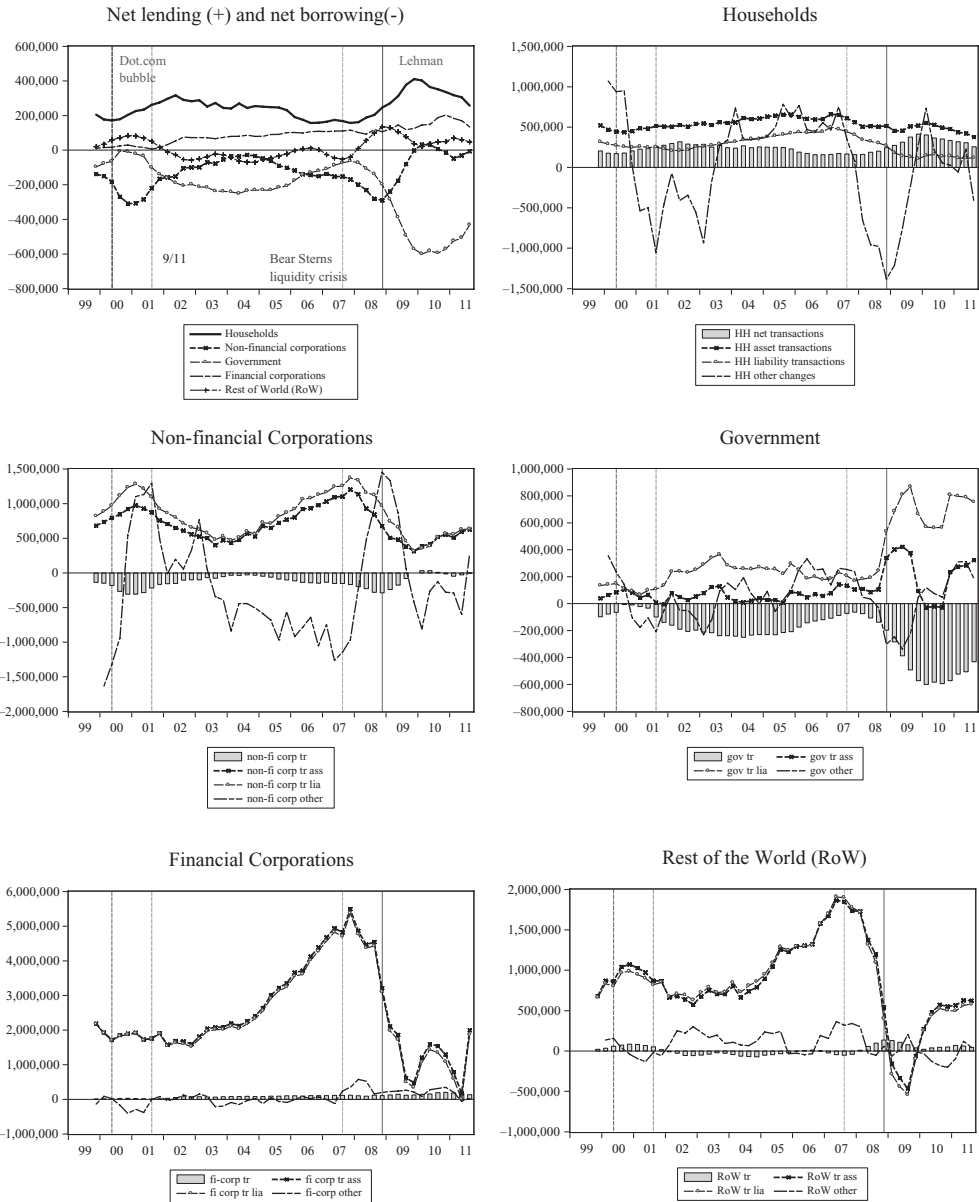 Net lending (+) and net borrowing(-)
600,000
400,000
200,000
0
–200,000
–400,000
–600,000
–800,000
Dot.com
bubble
Lehman
9/11
Bear Sterns
liquidity crisis
99 00 01 02 03 04 05 06 07 08 09 10 11
Households
Non-financial corporations
Government
Financial corporations
Rest of World (RoW)
Households
1,500,000
1,000,000
500,000
0
–500,000
–1,000,000
–1,500,000
99 00 01 02 03 04 05 06 07 08 09 10 11
HH net transactions
HH asset transactions
HH liability transactions
HH other changes
Non-financial Corporations
1,500,000
1,000,000
500,000
0
–500,000
–1,000,000
–1,500,000
–2,000,000
99 00 01 02 03 04 05 06 07 08 09 10 11
non-fi corp tr
non-fi corp tr ass
non-fi corp tr lia
non-fi corp other
Government
1,000,000
800,000
600,000
400,000
200,000
0
–200,000
–400,000
–600,000
–800,000
99 00 01 02 03 04 05 06 07 08 09 10 11
gov tr gov tr ass
gov tr lia gov other
Financial Corporations
6,000,000
5,000,000
4,000,000
3,000,000
2,000,000
1,000,000
0
–1,000,000
99 00 01 02 03 04 05 06 07 08 09 10 11
fi-corp tr fi corp tr ass
fi corp tr lia fi-corp other
Rest of the World (RoW)
2,000,000
1,500,000
1,000,000
500,000
0
–500,000
–1,000,000
99 00 01 02 03 04 05 06 07 08 09 10 11
RoW tr RoW tr ass
RoW tr lia RoW other